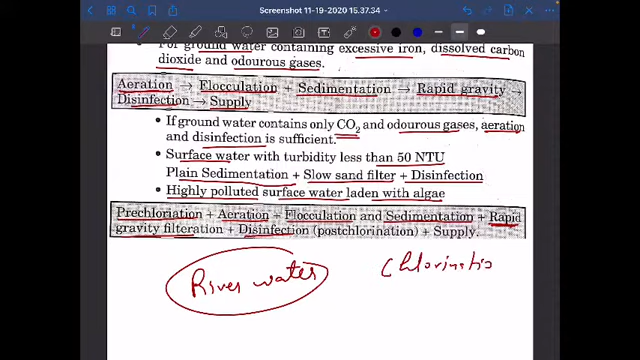 Screenshot 11-19-2020 15.37.34
For ground water containing excessive iron, dissolved carbon
dioxide and odourous gases.
Aeration → Flocculation + Sedimentation → Rapid gravity →
Disinfection → Supply
• If ground water contains only CO₂ and odourous gases, aeration
and disinfection is sufficient.
• Surface water with turbidity less than 50 NTU
Plain Sedimentation + Slow sand filter + Disinfection
• Highly polluted surface water laden with algae
Prechloriation + Aeration + Flocculation and Sedimentation + Rapid
gravity filteration + Disinfection (postchlorination) + Supply.
River water
Chlorinatio